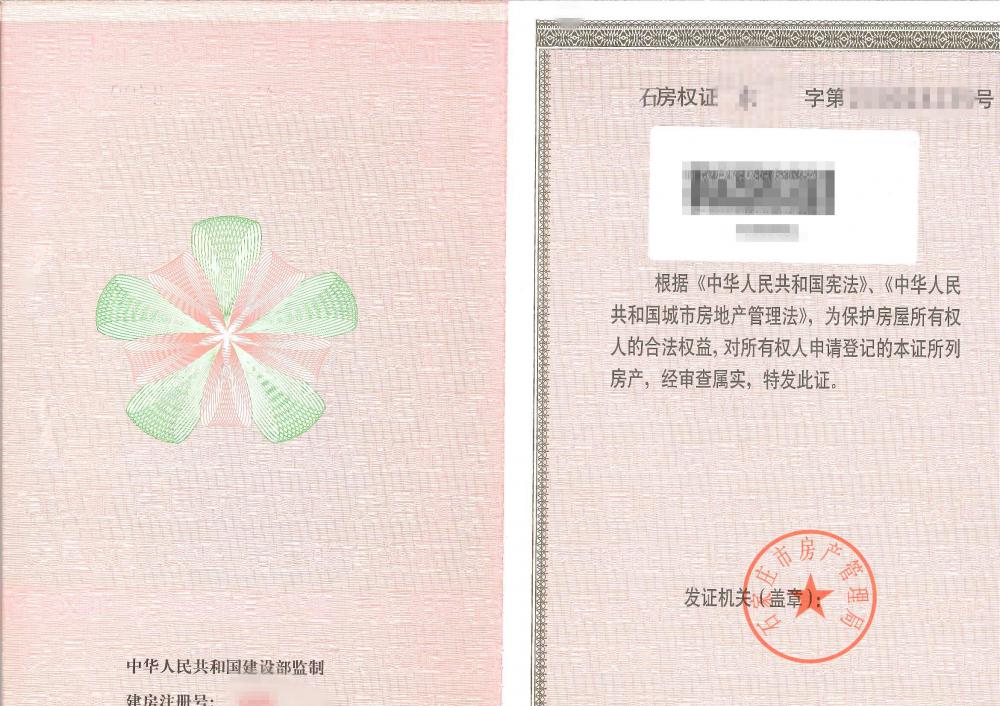 中华人民共和国建设部监制
建房注册号:
石房权证 字第 号
根据《中华人民共和国宪法》、《中华人民
共和国城市房地产管理法》，为保护房屋所有权
人的合法权益，对所有权人申请登记的本证所列
房产，经审查属实，特发此证。
发证机关（盖章）：
石家庄市房产管理局